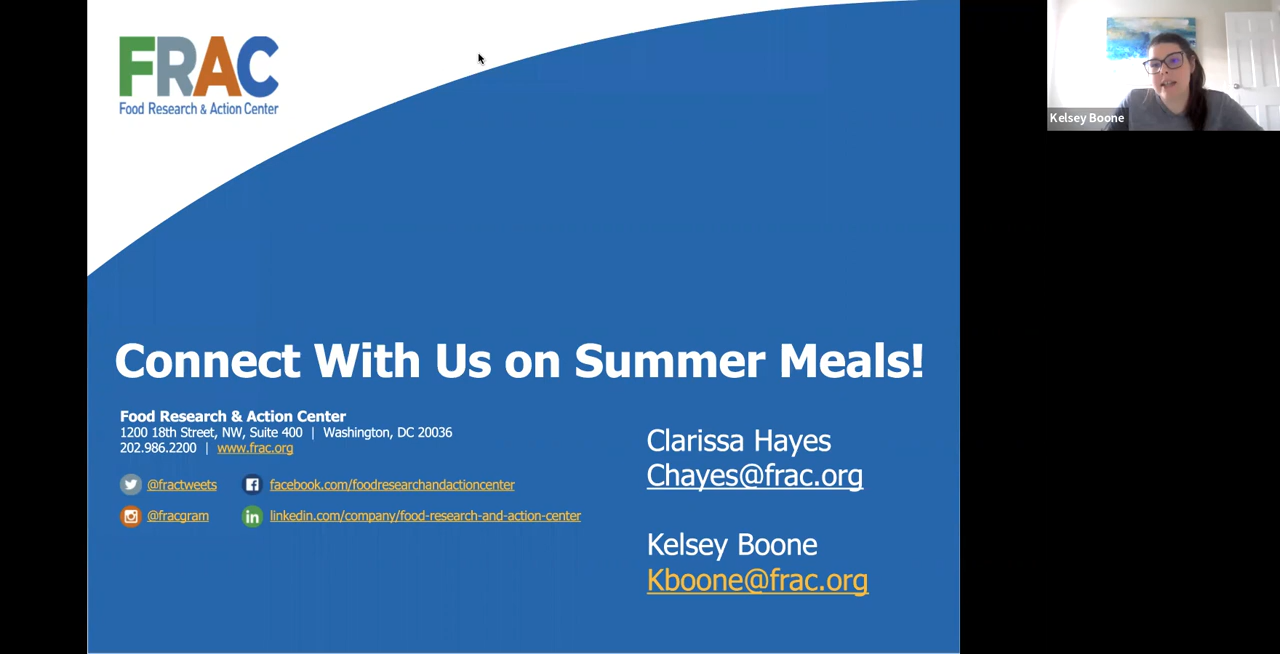 FRAC
Food Research & Action Center
Kelsey Boone
Connect With Us on Summer Meals!
Food Research & Action Center
1200 18th Street, NW, Suite 400 | Washington, DC 20036
202.986.2200 | www.frac.org
@fractweets
facebook.com/foodresearchandactioncenter
@fracgram
linkedin.com/company/food-research-and-action-center
Clarissa Hayes
Chayes@frac.org
Kelsey Boone
Kboone@frac.org